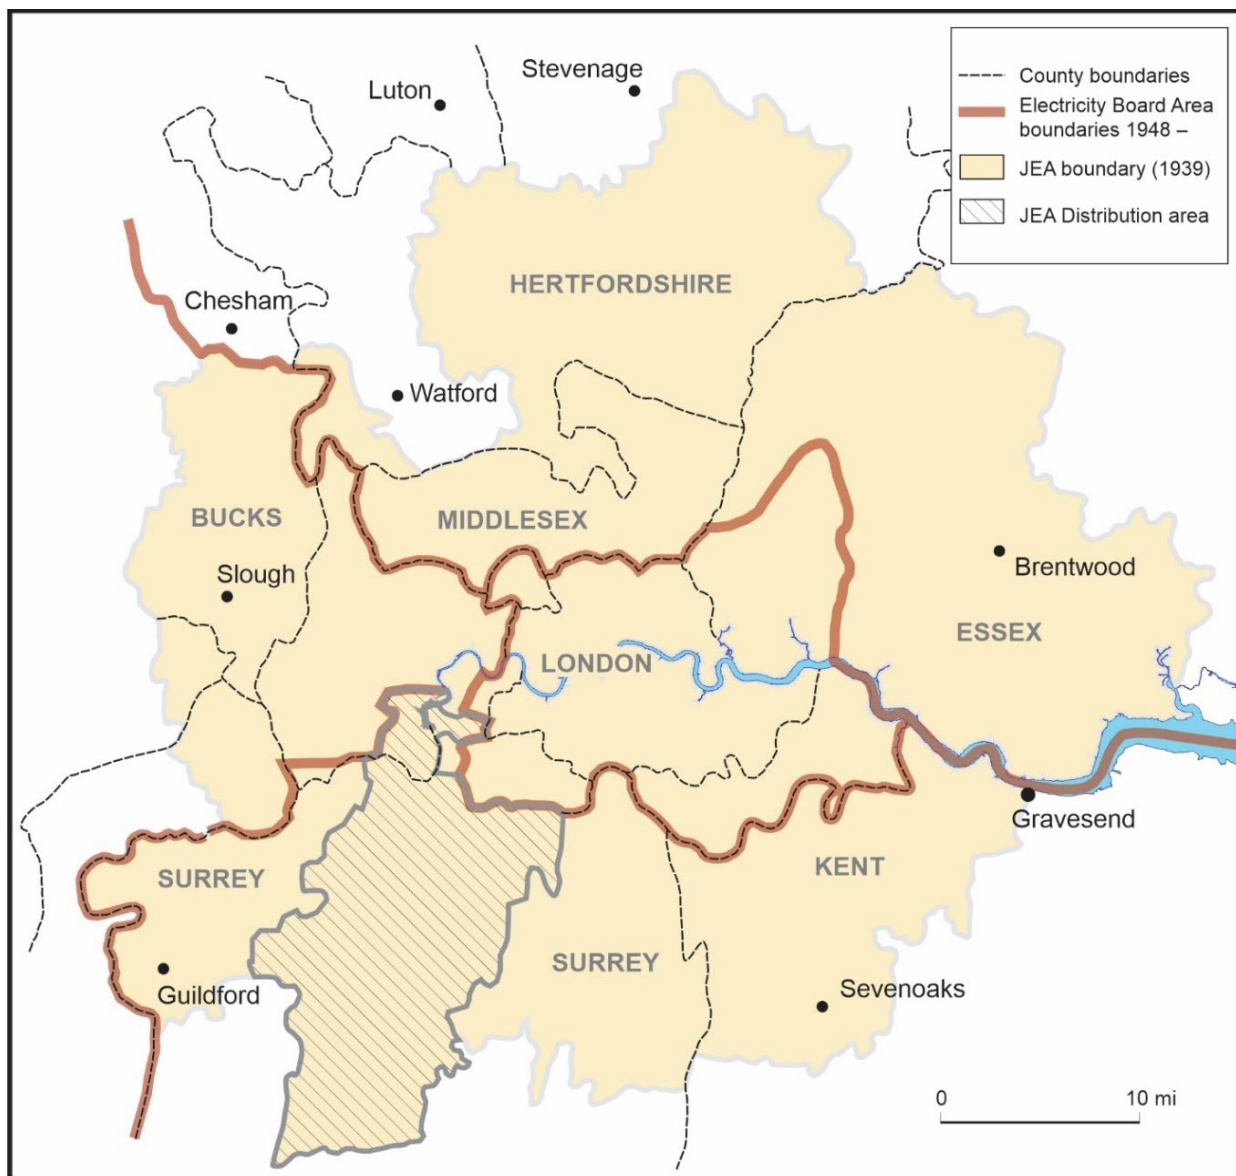 Luton
Stevenage
County boundaries
Electricity Board Area
boundaries 1948 –
JEA boundary (1939)
JEA Distribution area
HERTFORDSHIRE
Chesham
Watford
BUCKS
MIDDLESEX
Slough
Brentwood
ESSEX
LONDON
Gravesend
SURREY
KENT
SURREY
Guildford
Sevenoaks
0 10 mi